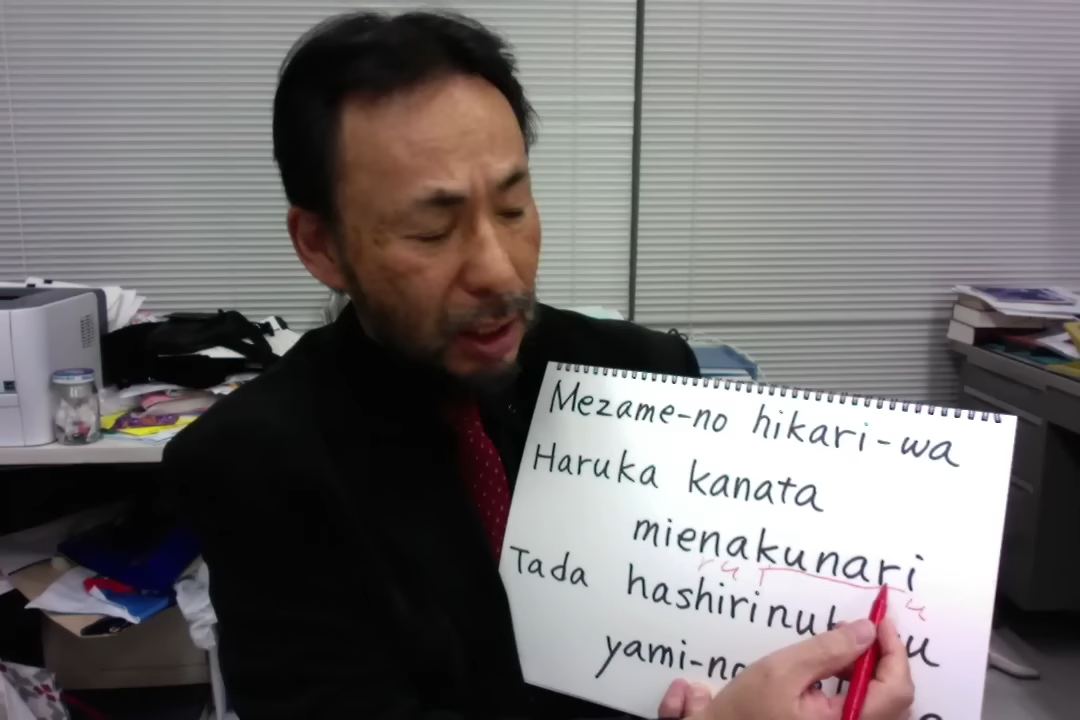 Mezame-no hikari-wa
Haruka kanata
mienakunari
Tada hashirinu
yami-no